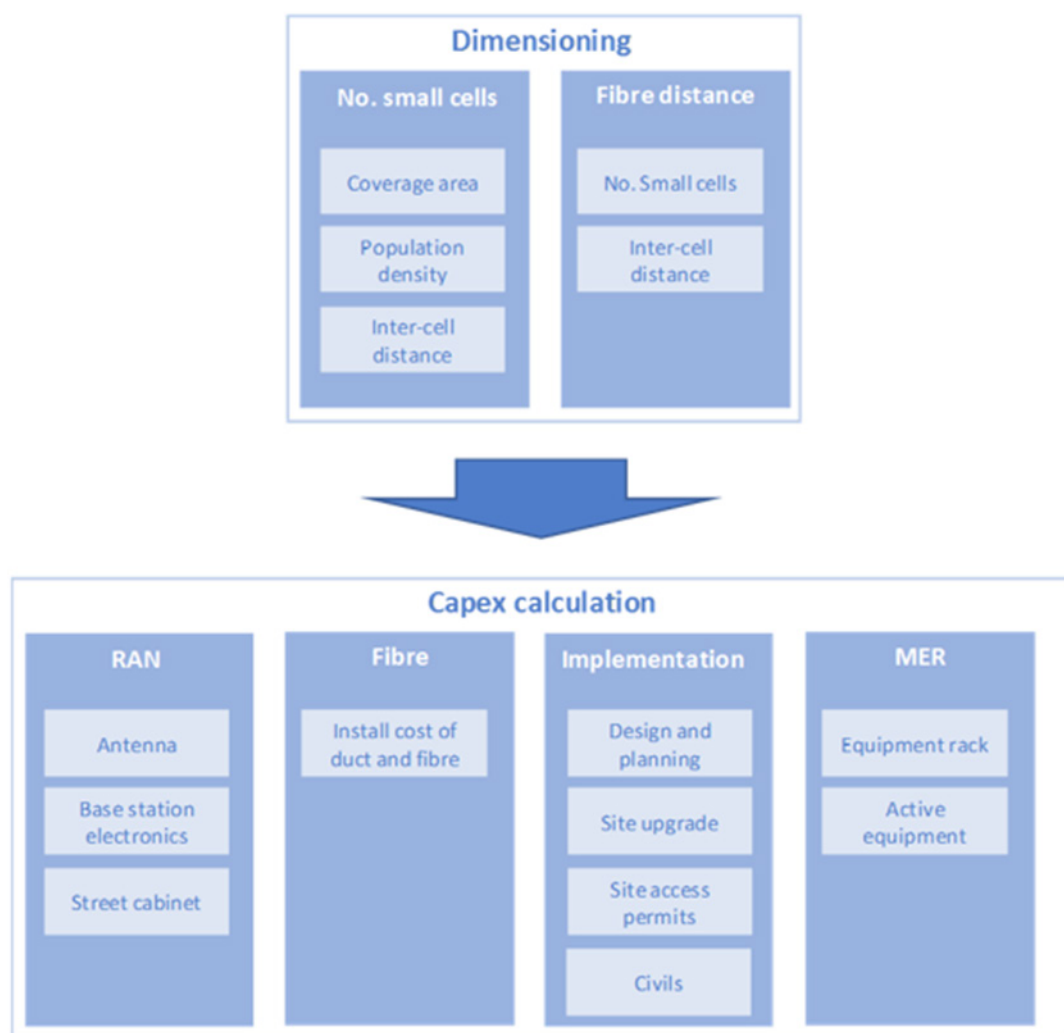 Dimensioning
No. small cells
Coverage area
Population
density
Inter-cell
distance
Fibre distance
No. Small cells
Inter-cell
distance
Capex calculation
RAN
Antenna
Base station
electronics
Street cabinet
Fibre
Install cost of
duct and fibre
Implementation
Design and
planning
Site upgrade
Site access
permits
Civils
MER
Equipment rack
Active
equipment